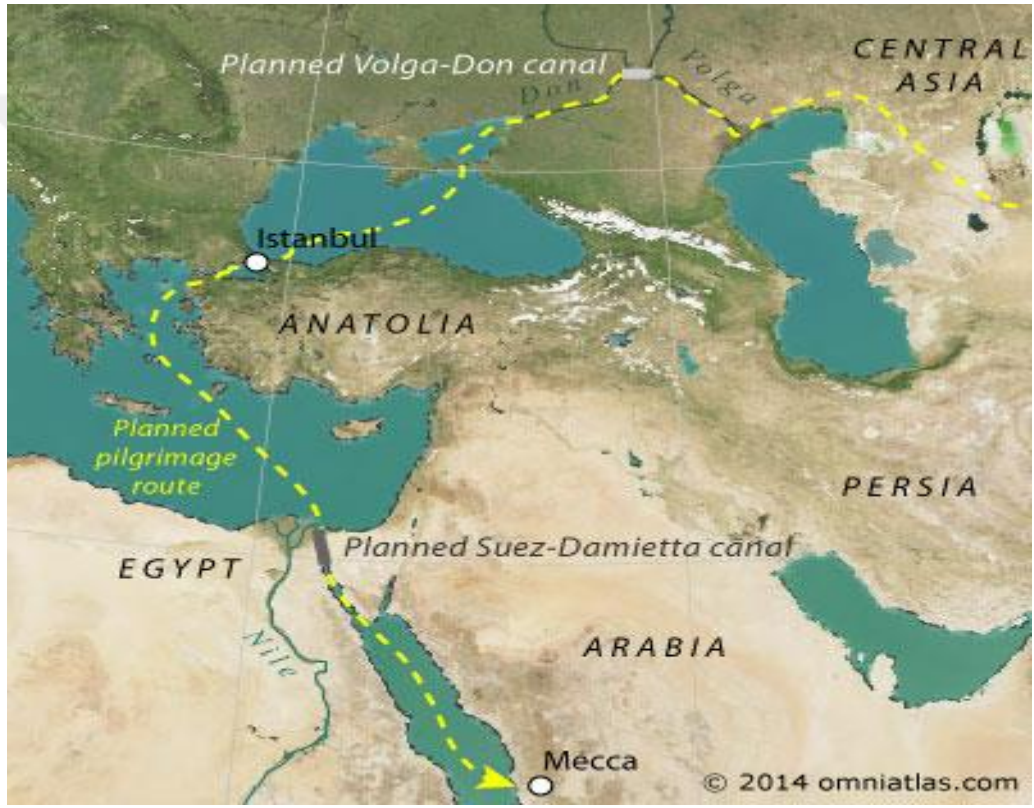 CENTRAL
ASIA
Planned Volga-Don canal
Don
Volga
Istanbul
ANATOLIA
Planned
pilgrimage
route
PERSIA
Planned Suez-Damietta canal
EGYPT
Nile
ARABIA
Mecca
© 2014 omniatlas.com